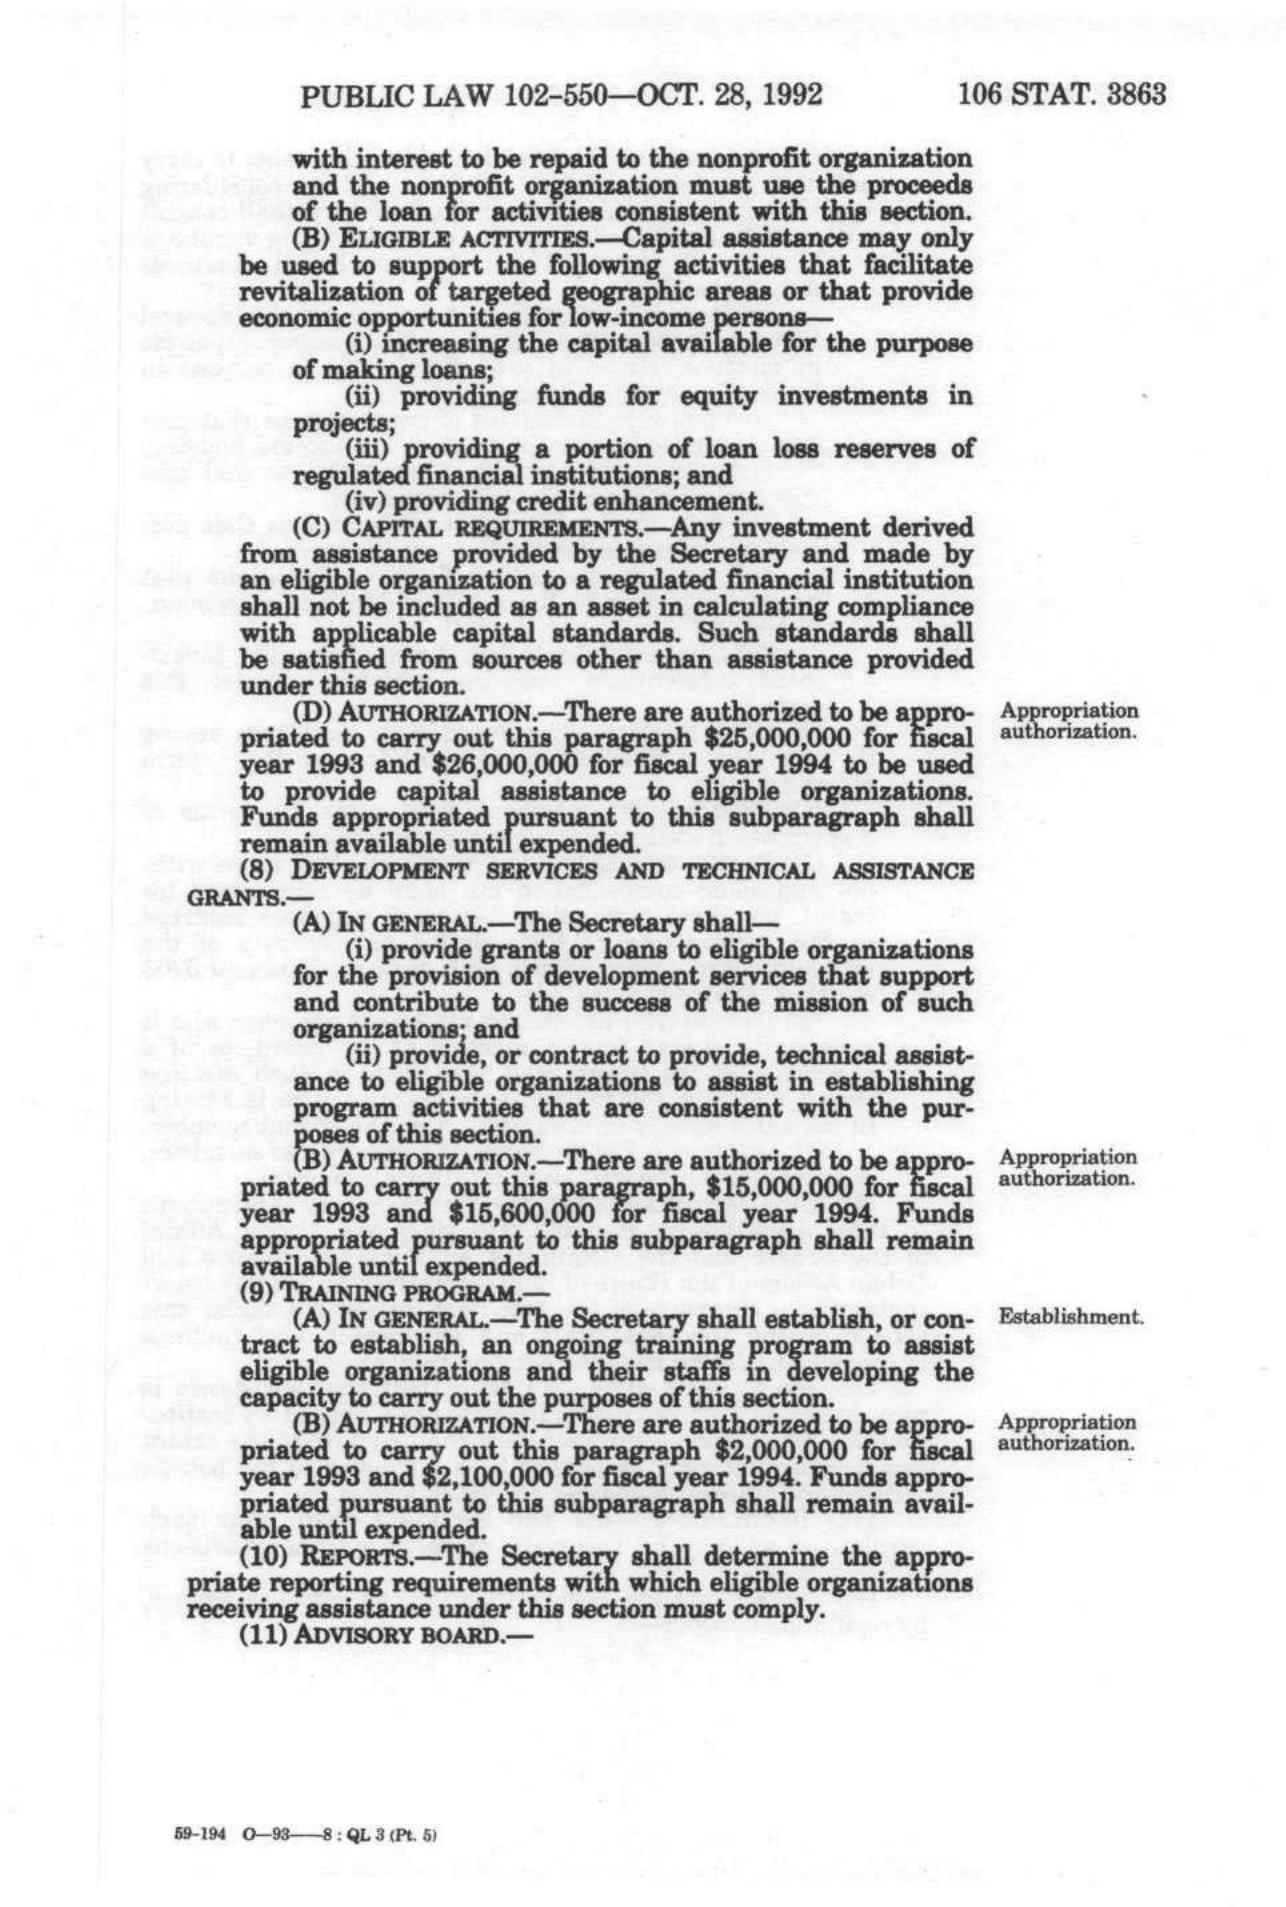 PUBLIC LAW 102-550—OCT. 28, 1992 106 STAT. 3863
with interest to be repaid to the nonprofit organization
and the nonprofit organization must use the proceeds
of the loan for activities consistent with this section.
(B) ELIGIBLE ACTIVITIES.—Capital assistance may only
be used to support the following activities that facilitate
revitalization of targeted geographic areas or that provide
economic opportunities for low-income persons—
(i) increasing the capital available for the purpose
of making loans;
(ii) providing funds for equity investments in
projects;
(iii) providing a portion of loan loss reserves of
regulated financial institutions; and
(iv) providing credit enhancement.
(C) CAPITAL REQUIREMENTS.—Any investment derived
from assistance provided by the Secretary and made by
an eligible organization to a regulated financial institution
shall not be included as an asset in calculating compliance
with applicable capital standards. Such standards shall
be satisfied from sources other than assistance provided
under this section.
(D) AUTHORIZATION.—There are authorized to be appro-
priated to carry out this paragraph $25,000,000 for fiscal
year 1993 and $26,000,000 for fiscal year 1994 to be used
to provide capital assistance to eligible organizations.
Funds appropriated pursuant to this subparagraph shall
remain available until expended.
Appropriation
authorization.
(8) DEVELOPMENT SERVICES AND TECHNICAL ASSISTANCE
GRANTS.—
(A) IN GENERAL.—The Secretary shall—
(i) provide grants or loans to eligible organizations
for the provision of development services that support
and contribute to the success of the mission of such
organizations; and
(ii) provide, or contract to provide, technical assist-
ance to eligible organizations to assist in establishing
program activities that are consistent with the pur-
poses of this section.
(B) AUTHORIZATION.—There are authorized to be appro-
priated to carry out this paragraph, $15,000,000 for fiscal
year 1993 and $15,600,000 for fiscal year 1994. Funds
appropriated pursuant to this subparagraph shall remain
available until expended.
Appropriation
authorization.
(9) TRAINING PROGRAM.—
(A) IN GENERAL.—The Secretary shall establish, or con-
tract to establish, an ongoing training program to assist
eligible organizations and their staffs in developing the
capacity to carry out the purposes of this section.
Establishment.
(B) AUTHORIZATION.—There are authorized to be appro-
priated to carry out this paragraph $2,000,000 for fiscal
year 1993 and $2,100,000 for fiscal year 1994. Funds appro-
priated pursuant to this subparagraph shall remain avail-
able until expended.
Appropriation
authorization.
(10) REPORTS.—The Secretary shall determine the appro-
priate reporting requirements with which eligible organizations
receiving assistance under this section must comply.
(11) ADVISORY BOARD.—
59-194 O—93——8 : QL 3 (Pt. 5)